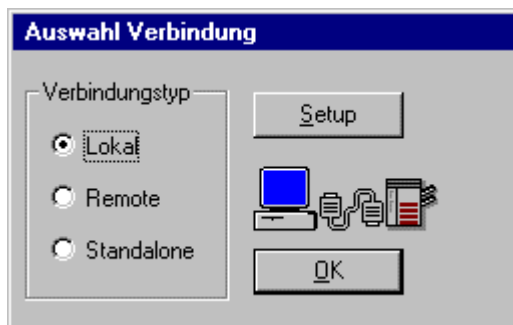 Auswahl Verbindung
Verbindungstyp
Lokal
Remote
Standalone
Setup
OK